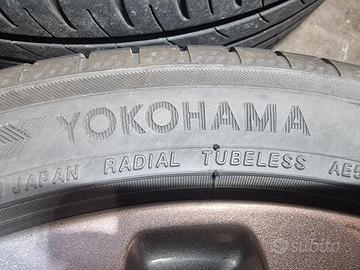 YOKOHAMA
JAPAN RADIAL TUBELESS AE5
subito